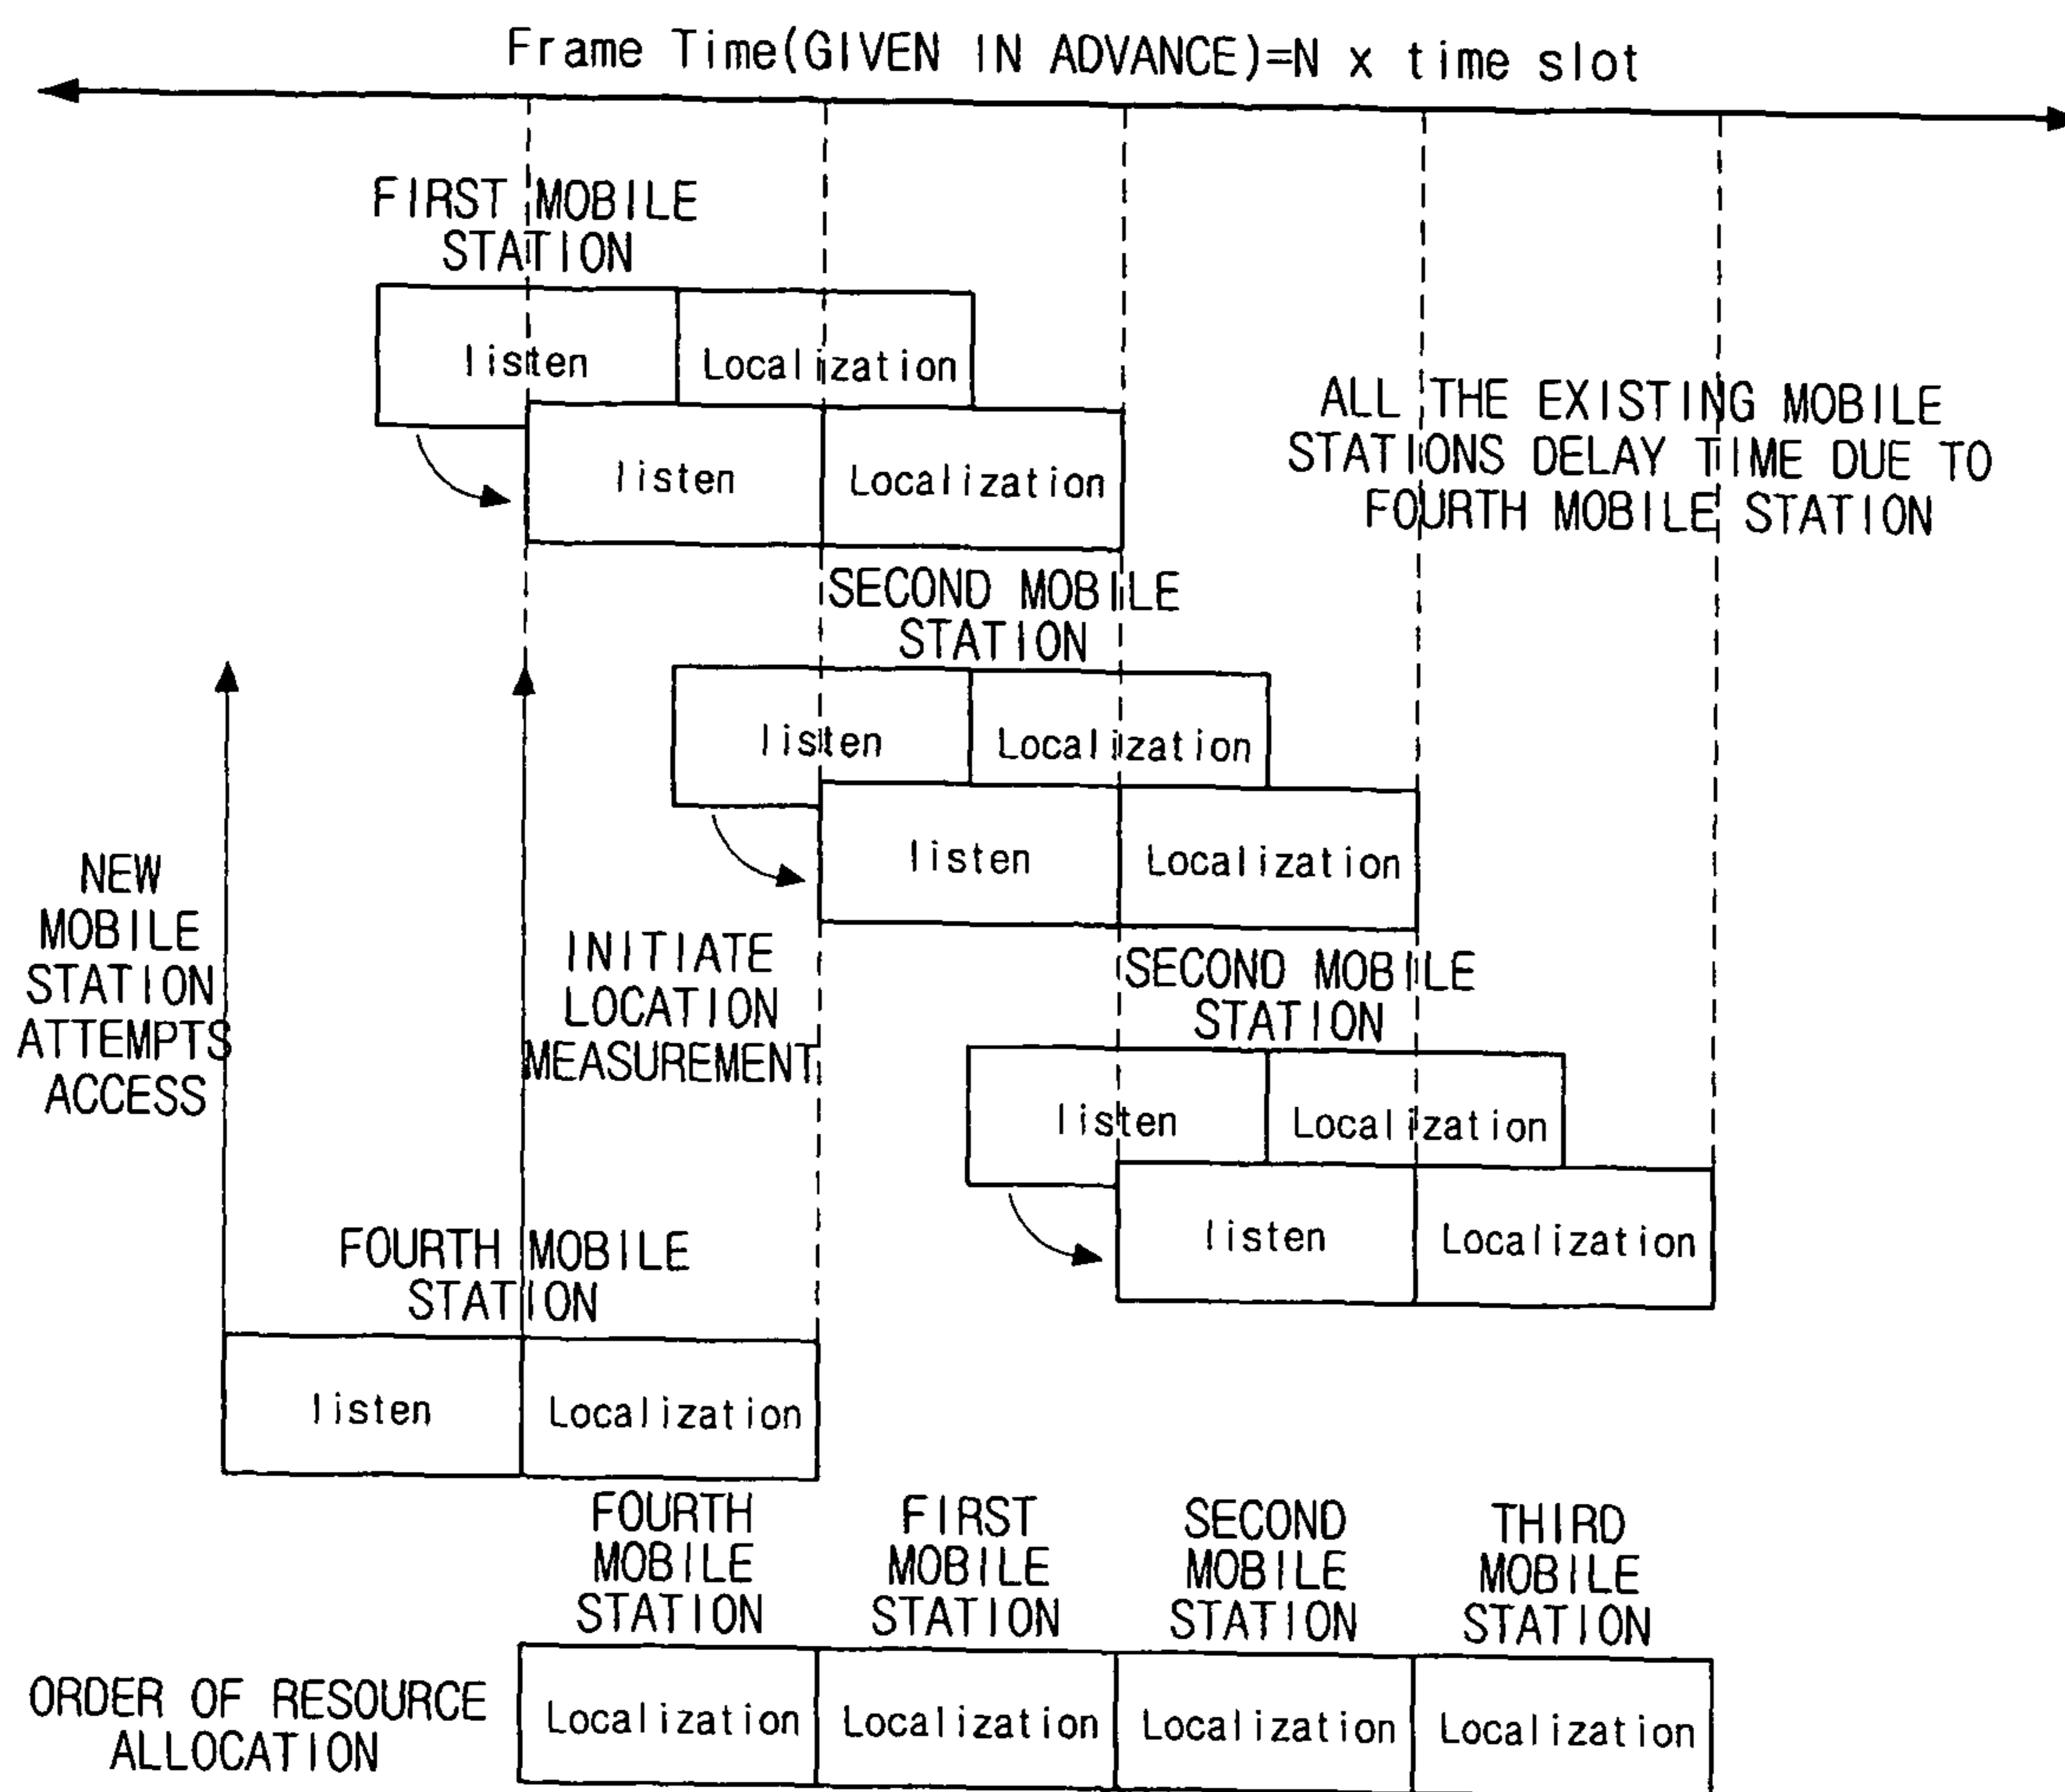 Frame Time(GIVEN IN ADVANCE)=N x time slot
FIRST MOBILE
STATION
listen
Localization
listen
Localization
ALL THE EXISTING MOBILE
STATIONS DELAY TIME DUE TO
FOURTH MOBILE STATION
SECOND MOBILE
STATION
listen
Localization
listen
Localization
NEW
MOBILE
STATION
ATTEMPTS
ACCESS
INITIATE
LOCATION
MEASUREMENT
SECOND MOBILE
STATION
listen
Localization
listen
Localization
FOURTH MOBILE
STATION
listen
Localization
FOURTH
MOBILE
STATION
FIRST
MOBILE
STATION
SECOND
MOBILE
STATION
THIRD
MOBILE
STATION
ORDER OF RESOURCE
ALLOCATION
Localization
Localization
Localization
Localization